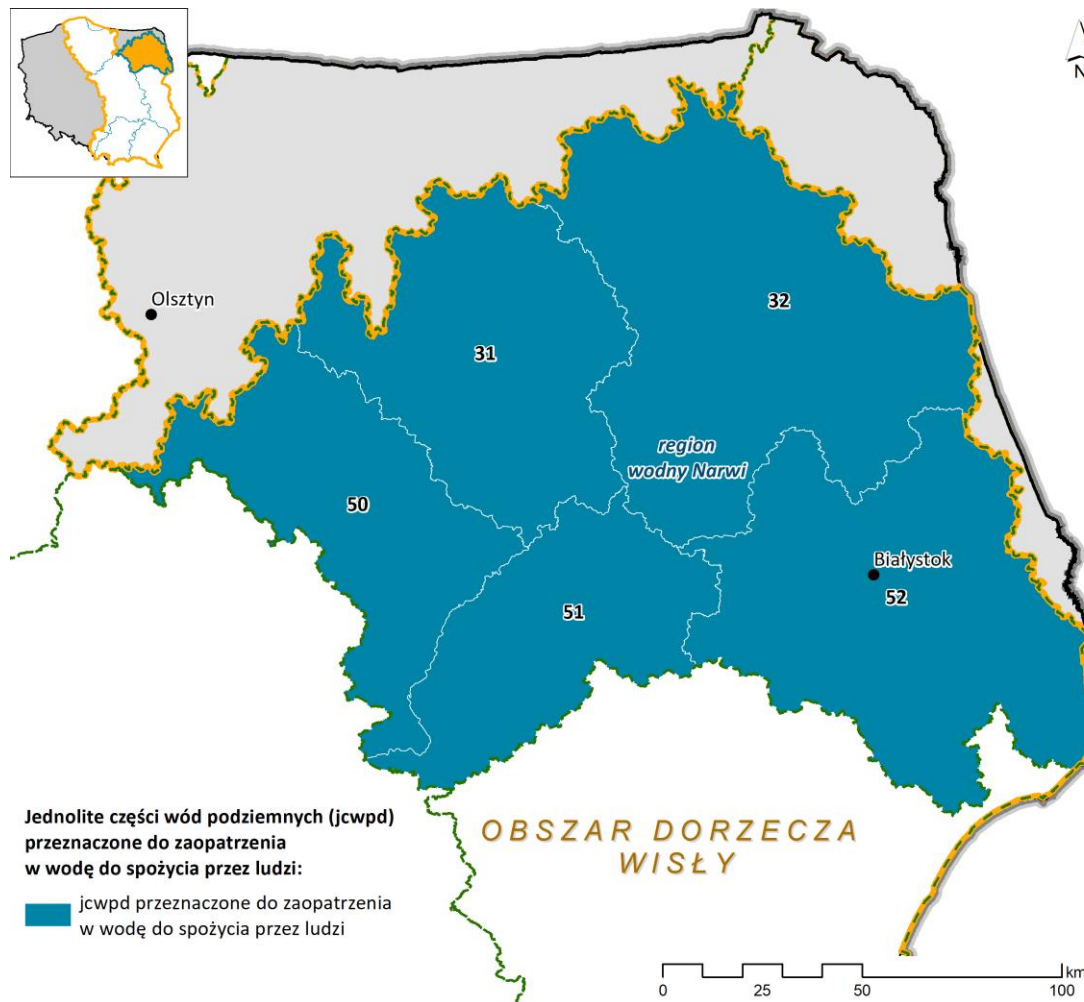 N
Olsztyn
32
31
region
wodny Narwi
50
Białystok
51
52
OBSZAR DORZECZA
WISŁY
Jednolite części wód podziemnych (jcwpd)
przeznaczone do zaopatrzenia
w wodę do spożycia przez ludzi:
jcwpd przeznaczone do zaopatrzenia
w wodę do spożycia przez ludzi
km
0 25 50 100